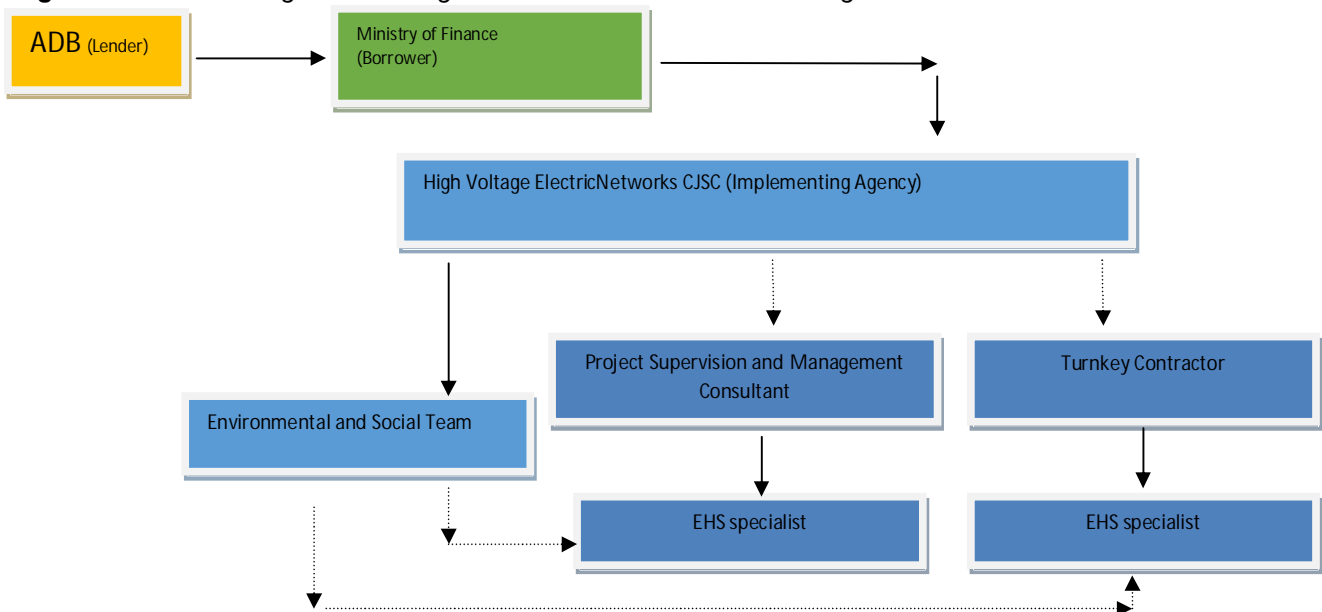 ADB (Lender)
Ministry of Finance
(Borrower)
High Voltage ElectricNetworks CJSC (Implementing Agency)
Project Supervision and Management
Consultant
Turnkey Contractor
Environmental and Social Team
EHS specialist
EHS specialist